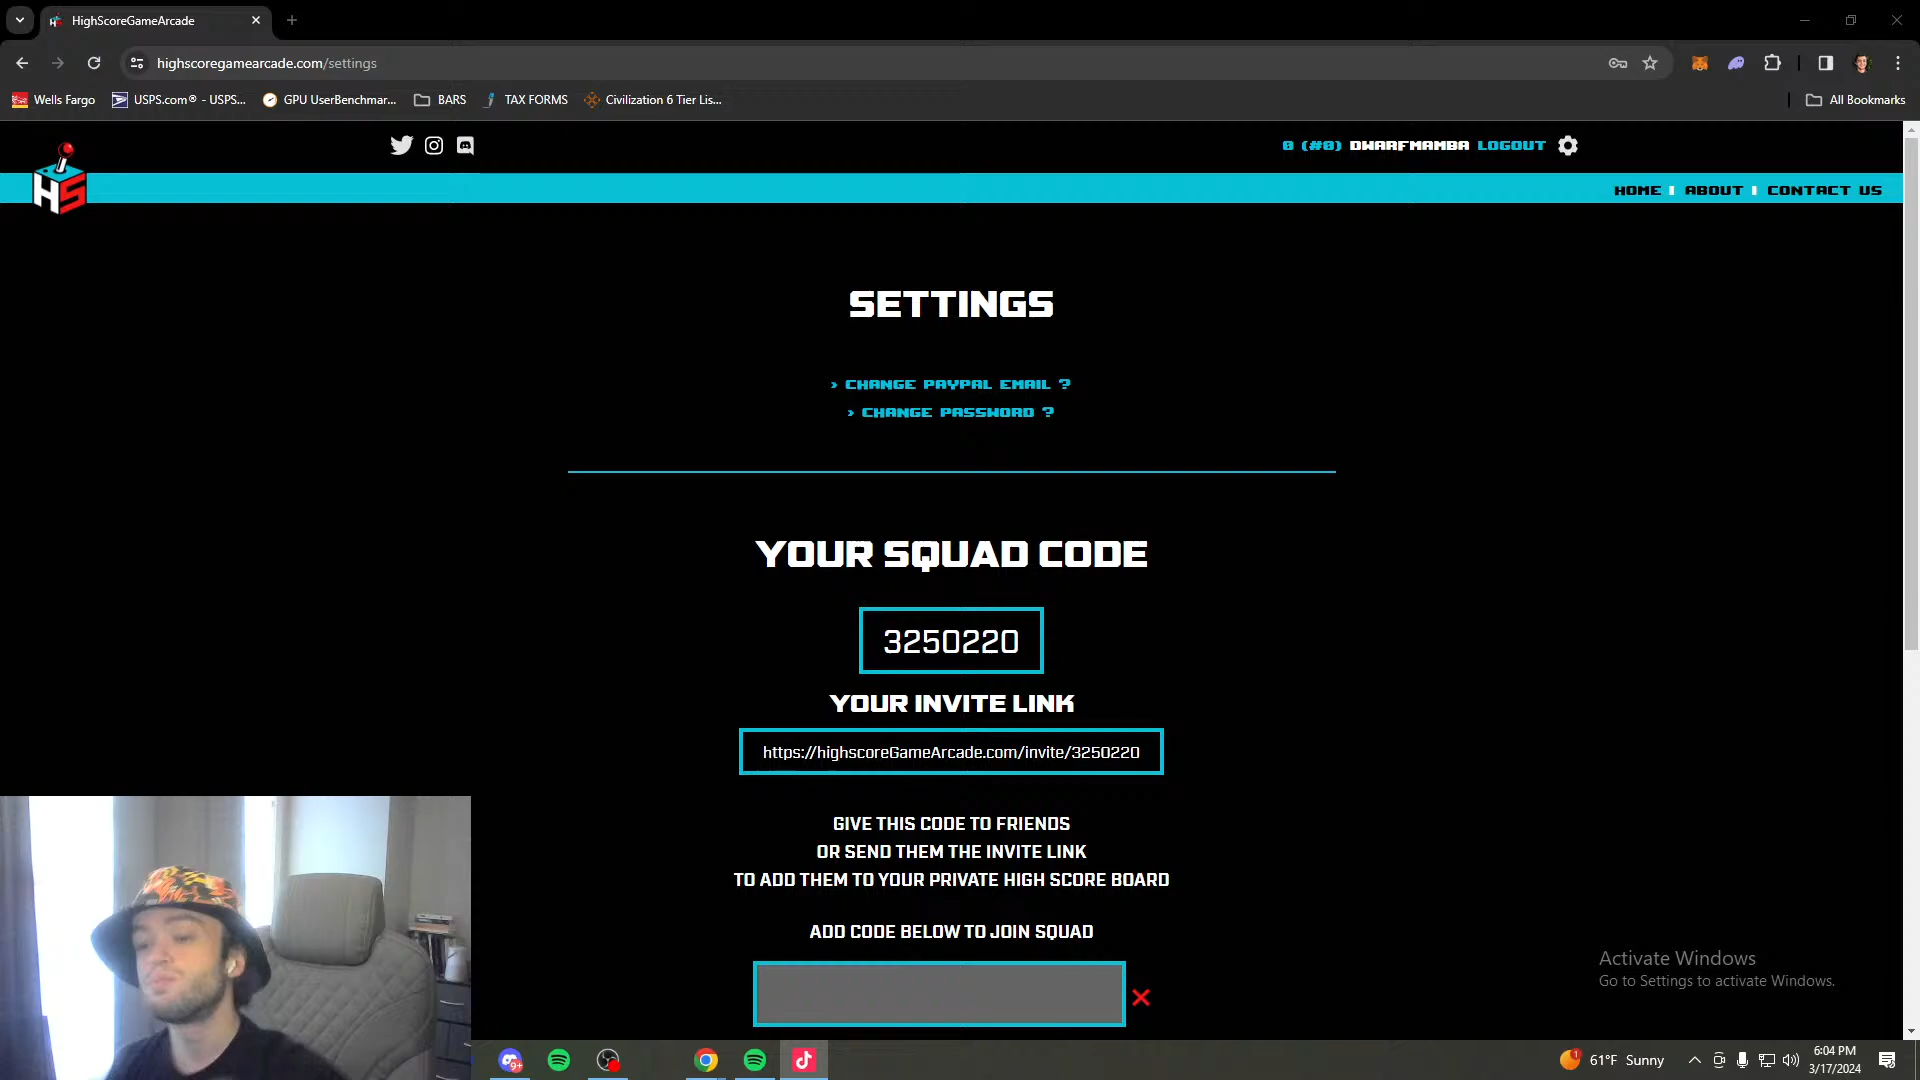 HighScoreGameArcade
highscoregamearcade.com/settings
Wells Fargo
USPS.com® - USPS...
GPU UserBenchmar...
BARS
TAX FORMS
Civilization 6 Tier Lis...
All Bookmarks
0 (#0) DWARFMAMBA LOGOUT
HS
HOME
ABOUT
CONTACT US
SETTINGS
› CHANGE PAYPAL EMAIL ?
› CHANGE PASSWORD ?
YOUR SQUAD CODE
3250220
YOUR INVITE LINK
https://highscoreGameArcade.com/invite/3250220
GIVE THIS CODE TO FRIENDS
OR SEND THEM THE INVITE LINK
TO ADD THEM TO YOUR PRIVATE HIGH SCORE BOARD
ADD CODE BELOW TO JOIN SQUAD
Activate Windows
Go to Settings to activate Windows.
9+
1
61°F Sunny
6:04 PM
3/17/2024